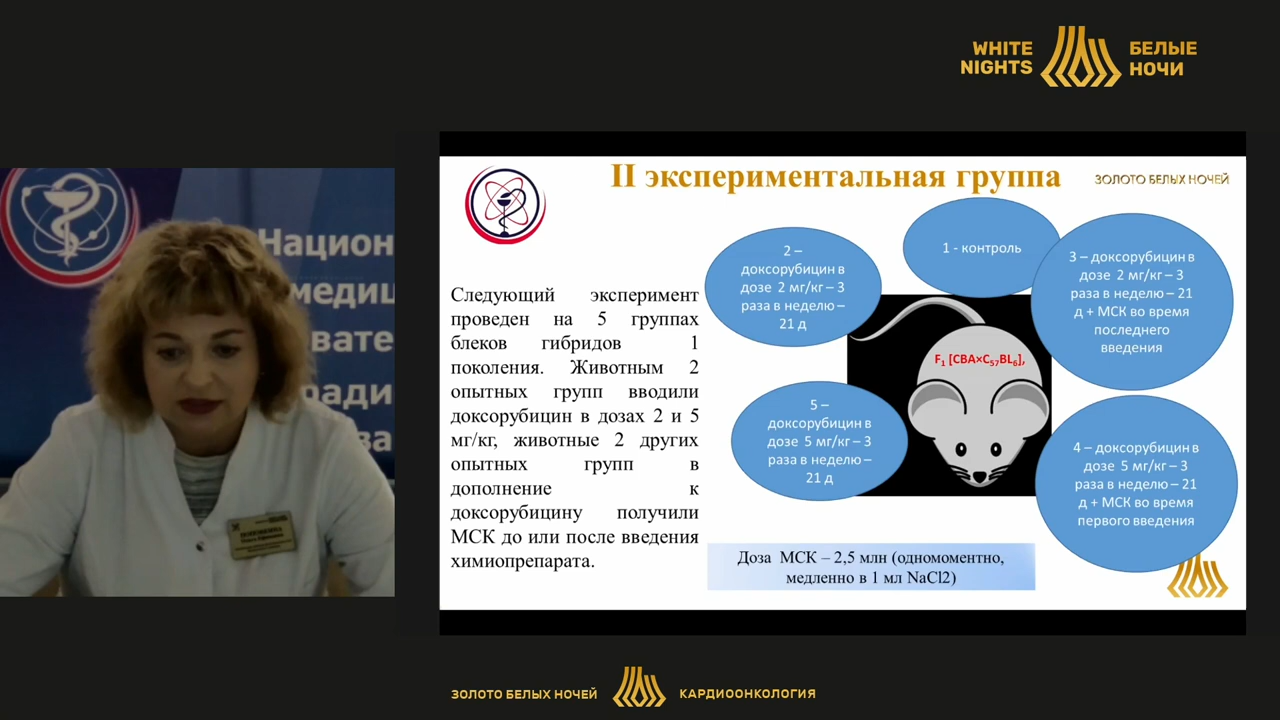 WHITE
NIGHTS
БЕЛЫЕ
НОЧИ
Национ
медиц
вате
ради
ва
II экспериментальная группа
ЗОЛОТО БЕЛЫХ НОЧЕЙ
Следующий эксперимент
проведен на 5 группах
блеков гибридов 1
поколения. Животным 2
опытных групп вводили
доксорубицин в дозах 2 и 5
мг/кг, животные 2 других
опытных групп в
дополнение к
доксорубицину получили
МСК до или после введения
химиопрепарата.
2 –
доксорубицин в
дозе 2 мг/кг – 3
раза в неделю –
21 д
1 - контроль
3 – доксорубицин в
дозе 2 мг/кг – 3
раза в неделю – 21
д + МСК во время
последнего
введения
F₁ [CBA×C₅₇BL₆],
5 –
доксорубицин в
дозе 5 мг/кг – 3
раза в неделю –
21 д
4 – доксорубицин в
дозе 5 мг/кг – 3
раза в неделю – 21
д + МСК во время
первого введения
Доза МСК – 2,5 млн (одномоментно,
медленно в 1 мл NaCl2)
ЗОЛОТО БЕЛЫХ НОЧЕЙ
КАРДИООНКОЛОГИЯ